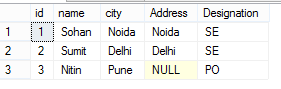 id name city Address Designation
1 1 Sohan Noida Noida SE
2 2 Sumit Delhi Delhi SE
3 3 Nitin Pune NULL PO